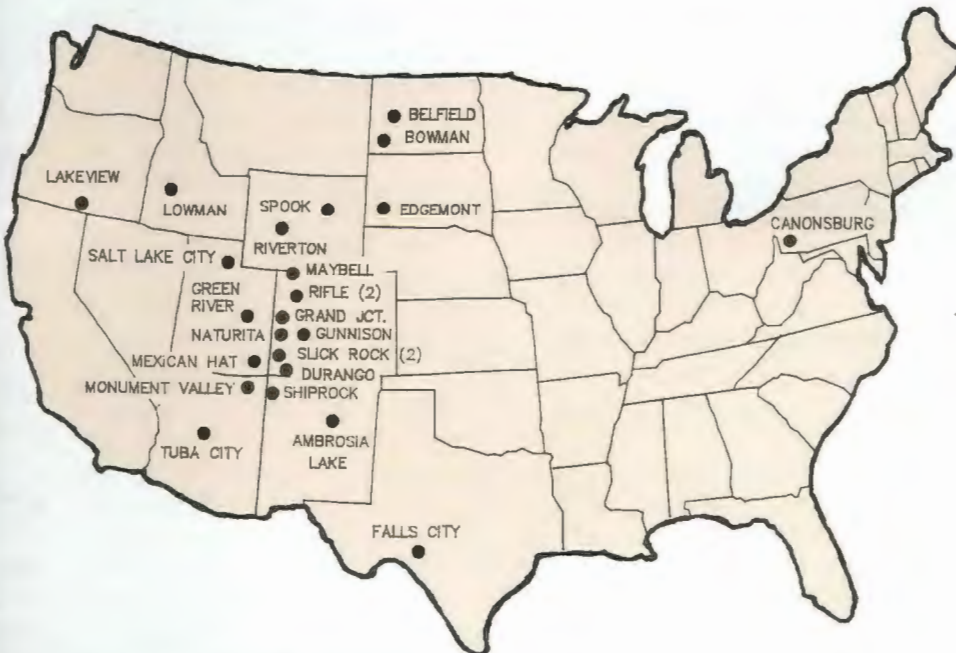 BELFIELD
BOWMAN
LAKEVIEW
LOWMAN
SPOOK
EDGEMONT
CANONSBURG
RIVERTON
SALT LAKE CITY
MAYBELL
GREEN
RIVER
RIFLE (2)
GRAND JCT.
NATURITA
GUNNISON
MEXICAN HAT
SLICK ROCK (2)
DURANGO
MONUMENT VALLEY
SHIPROCK
TUBA CITY
AMBROSIA
LAKE
FALLS CITY